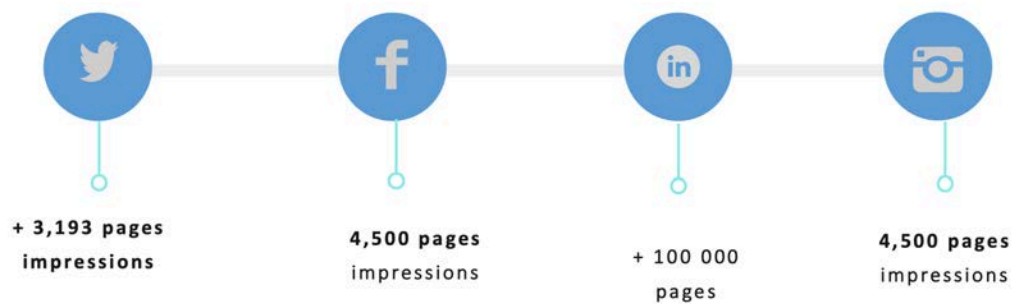 + 3,193 pages
impressions
4,500 pages
impressions
+ 100 000
pages
4,500 pages
impressions